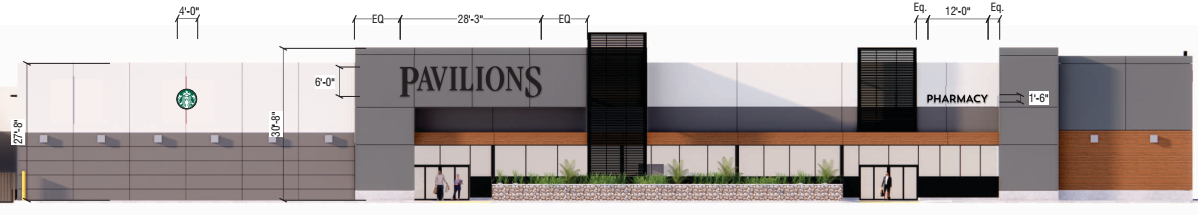 4'-0"
EQ 28'-3" EQ
Eq. 12'-0" Eq.
6'-0"
PAVILIONS
PHARMACY
1'-6"
27'-8"
30'-8"